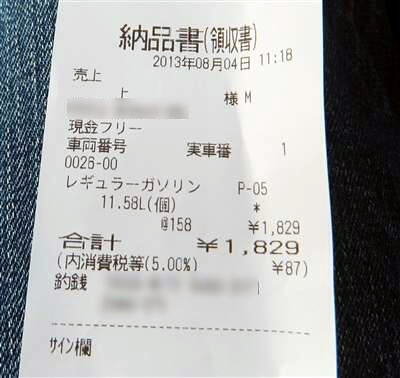 納品書(領収書)
2013年08月04日 11:18
売上
上
様 M
現金フリー
車両番号 実車番 1
0026-00
レギュラーガソリン P-05
11.58L(個) *
@158 ¥1,829
合計 ¥1,829
(内消費税等(5.00%) ¥87)
釣銭
サイン欄